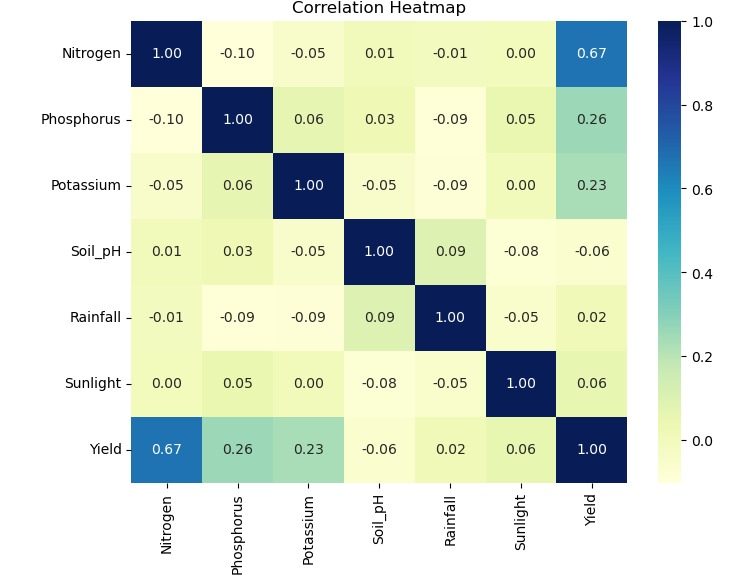 Correlation Heatmap
Nitrogen 1.00 -0.10 -0.05 0.01 -0.01 0.00 0.67
Phosphorus -0.10 1.00 0.06 0.03 -0.09 0.05 0.26
Potassium -0.05 0.06 1.00 -0.05 -0.09 0.00 0.23
Soil_pH 0.01 0.03 -0.05 1.00 0.09 -0.08 -0.06
Rainfall -0.01 -0.09 -0.09 0.09 1.00 -0.05 0.02
Sunlight 0.00 0.05 0.00 -0.08 -0.05 1.00 0.06
Yield 0.67 0.26 0.23 -0.06 0.02 0.06 1.00
Nitrogen
Phosphorus
Potassium
Soil_pH
Rainfall
Sunlight
Yield
1.0
0.8
0.6
0.4
0.2
0.0